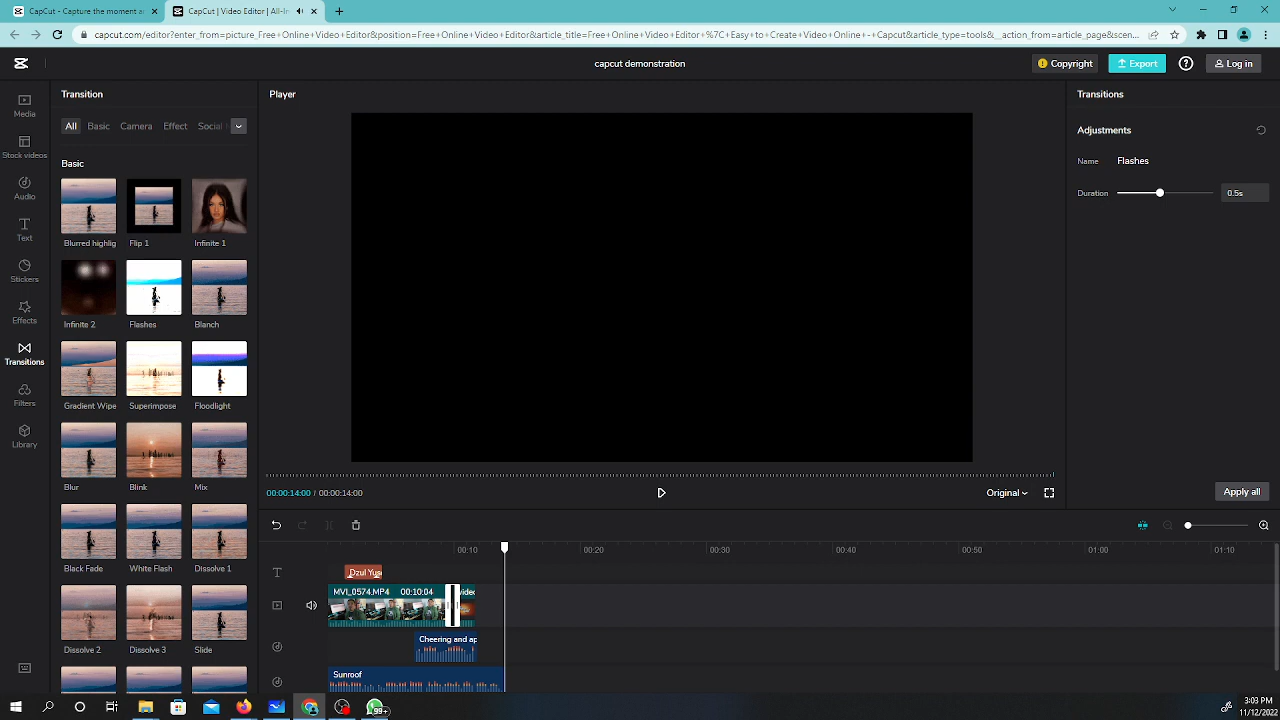 CapCut - Capture the moment a
CapCut | Video Editor | All-In
capcut.com/editor?enter_from=picture_Free+Online+Video+Editor&position=Free+Online+Video+Editor&article_title=Free+Online+Video+Editor+%7C+Easy+to+Create+Video+Online+-+Capcut&article_type=tools&__action_from=article_page&scen...
capcut demonstration
Copyright
Export
Log in
Media
Stock videos
Audio
Text
Stickers
Effects
Transitions
Filters
Library
Transition
All Basic Camera Effect Social
Basic
Blurred highlig Flip 1 Infinite 1
Infinite 2 Flashes Blanch
Gradient Wipe Superimpose Floodlight
Blur Blink Mix
Black Fade White Flash Dissolve 1
Dissolve 2 Dissolve 3 Slide
Player
00:00:14:00 / 00:00:14:00
Original
Transitions
Adjustments
Name Flashes
Duration 0.5s
Apply all
00:10 00:20 00:30 00:40 00:50 01:00 01:10
Dzul Yus
MVI_0574.MP4 00:10:04
Cheering and ap
Sunroof
99+
3:03 PM
11/12/2022